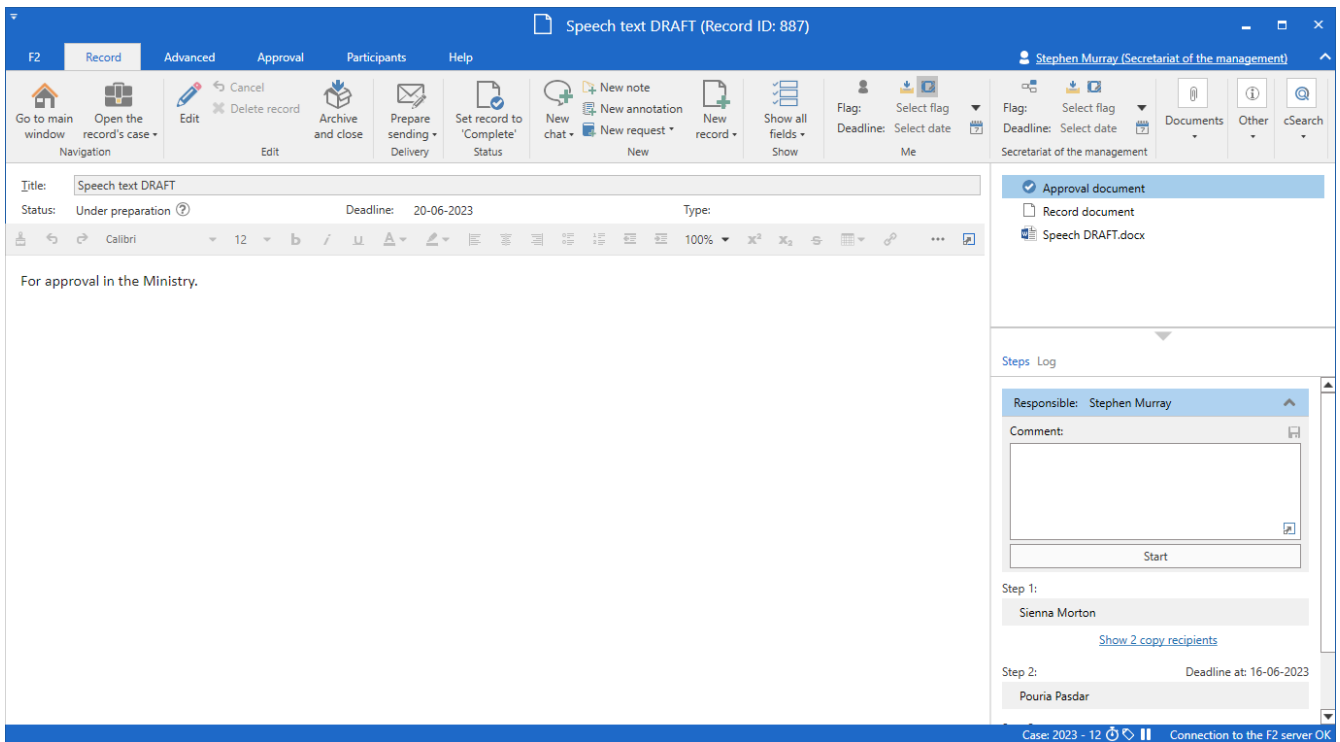 Speech text DRAFT (Record ID: 887)
F2 Record Advanced Approval Participants Help
Stephen Murray (Secretariat of the management)
Go to main window
Open the record's case
Navigation
Edit
Cancel
Delete record
Archive and close
Edit
Prepare sending
Delivery
Set record to 'Complete'
Status
New chat
New note
New annotation
New request
New record
New
Show all fields
Show
Flag: Select flag
Deadline: Select date
Me
Flag: Select flag
Deadline: Select date
Secretariat of the management
Documents
Other
cSearch
Title: Speech text DRAFT
Status: Under preparation Deadline: 20-06-2023 Type:
Calibri 12 b i u A 100% x² x₂ S
For approval in the Ministry.
Approval document
Record document
Speech DRAFT.docx
Steps Log
Responsible: Stephen Murray
Comment:
Start
Step 1:
Sienna Morton
Show 2 copy recipients
Step 2: Deadline at: 16-06-2023
Pouria Pasdar
Case: 2023 - 12 Connection to the F2 server OK